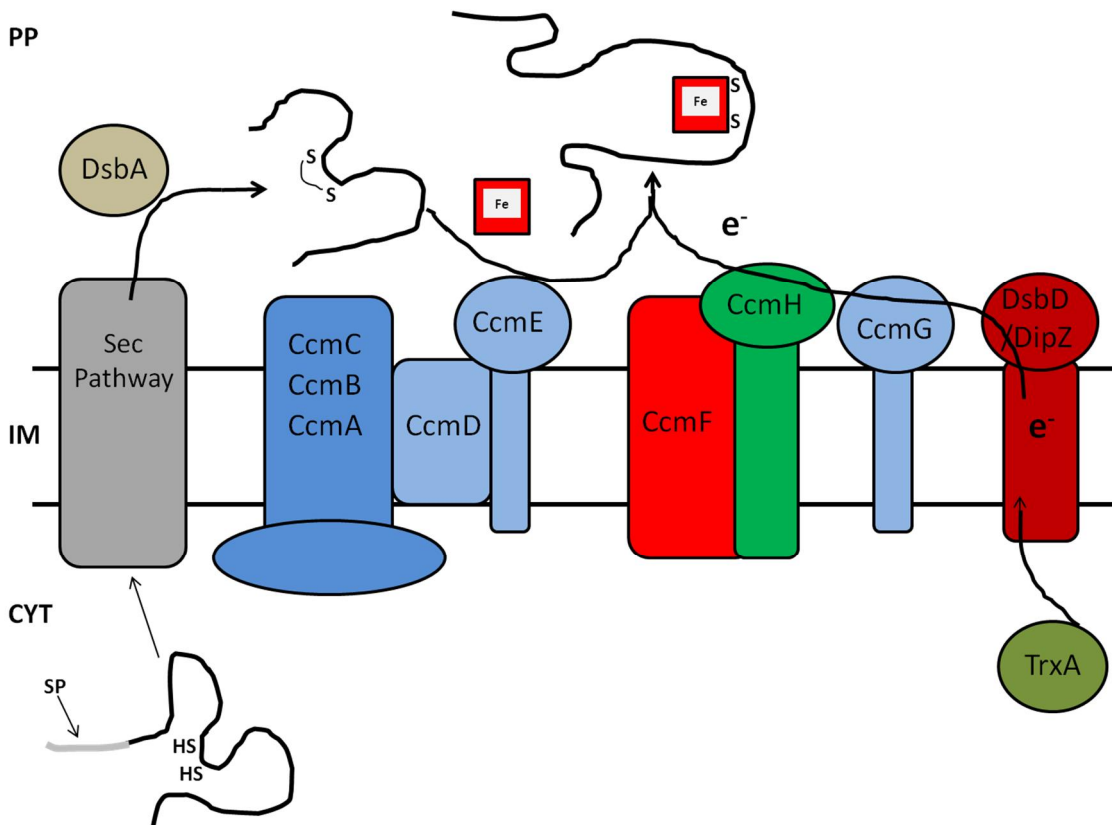 PP
S
Fe
S
DsbA
S
S
Fe
e-
Sec
Pathway
CcmC
CcmB
CcmA
CcmD
CcmE
CcmF
CcmH
CcmG
DsbD
/DipZ
IM
e-
CYT
SP
HS
HS
TrxA